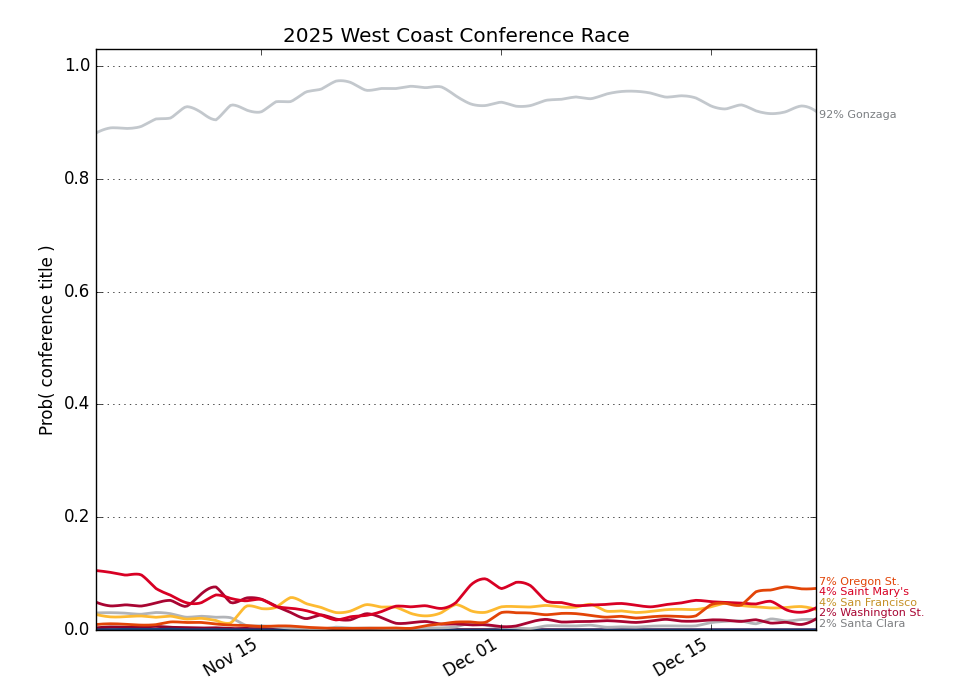 2025 West Coast Conference Race
Prob( conference title )
1.0
0.8
0.6
0.4
0.2
0.0
Nov 15
Dec 01
Dec 15
92% Gonzaga
7% Oregon St.
4% Saint Mary's
4% San Francisco
2% Washington St.
2% Santa Clara